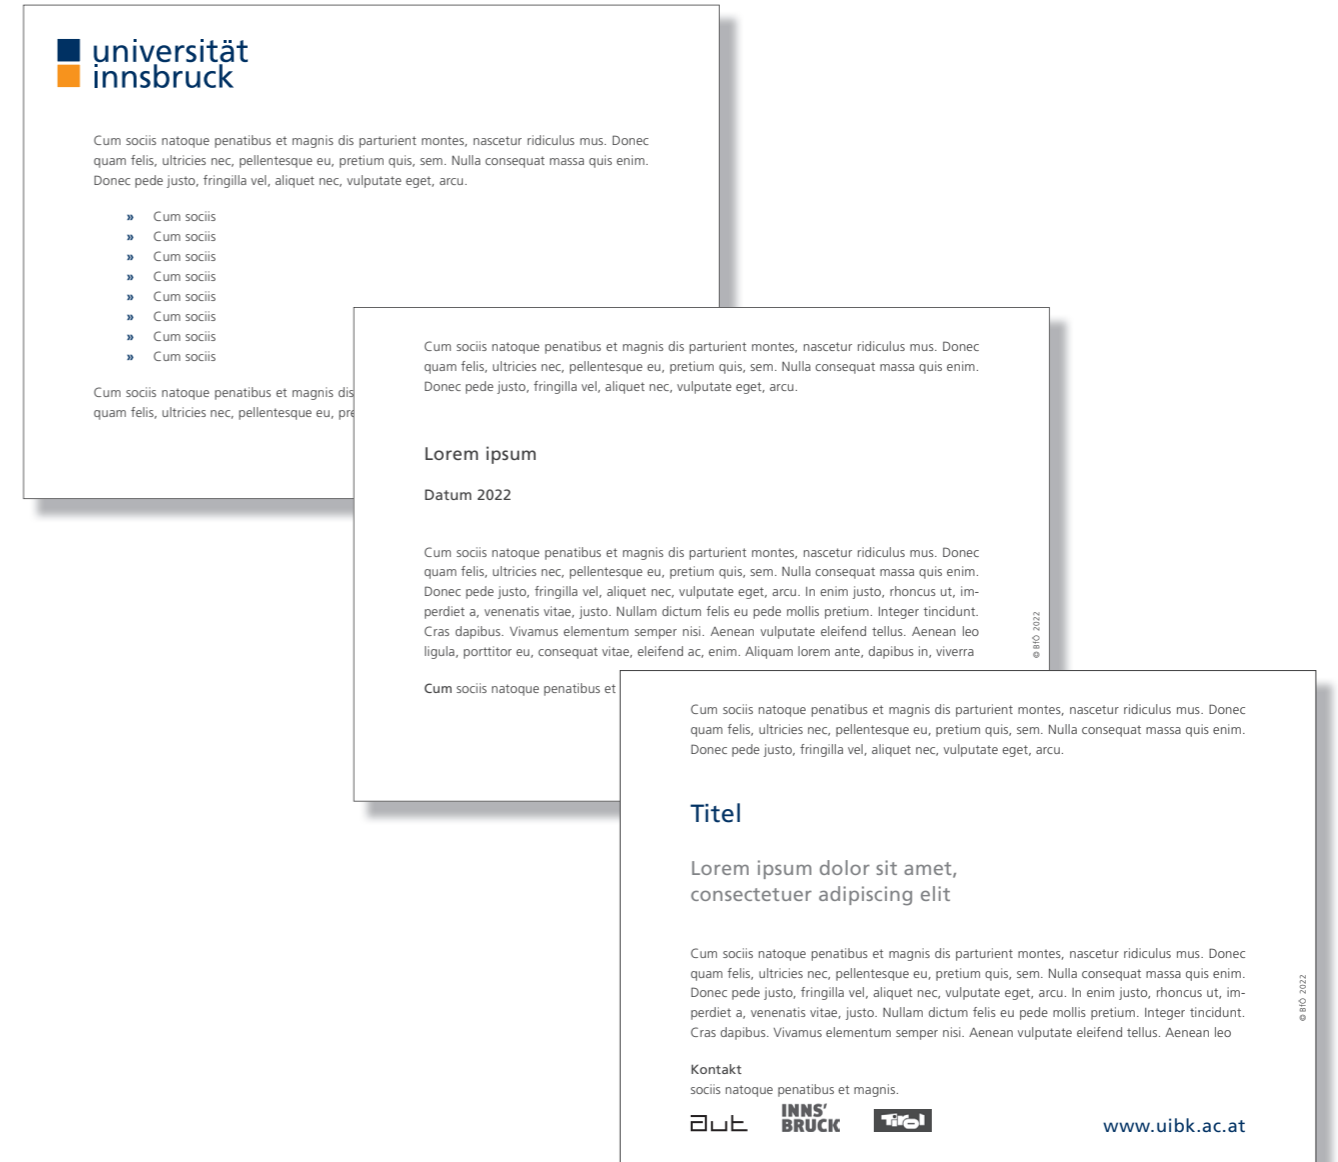 universität
innsbruck
Cum sociis natoque penatibus et magnis dis parturient montes, nascetur ridiculus mus. Donec
quam felis, ultricies nec, pellentesque eu, pretium quis, sem. Nulla consequat massa quis enim.
Donec pede justo, fringilla vel, aliquet nec, vulputate eget, arcu.
» Cum sociis
» Cum sociis
» Cum sociis
» Cum sociis
» Cum sociis
» Cum sociis
» Cum sociis
» Cum sociis
Cum sociis natoque penatibus et magnis dis
quam felis, ultricies nec, pellentesque eu, pre
Cum sociis natoque penatibus et magnis dis parturient montes, nascetur ridiculus mus. Donec
quam felis, ultricies nec, pellentesque eu, pretium quis, sem. Nulla consequat massa quis enim.
Donec pede justo, fringilla vel, aliquet nec, vulputate eget, arcu.
Lorem ipsum
Datum 2022
Cum sociis natoque penatibus et magnis dis parturient montes, nascetur ridiculus mus. Donec
quam felis, ultricies nec, pellentesque eu, pretium quis, sem. Nulla consequat massa quis enim.
Donec pede justo, fringilla vel, aliquet nec, vulputate eget, arcu. In enim justo, rhoncus ut, im-
perdiet a, venenatis vitae, justo. Nullam dictum felis eu pede mollis pretium. Integer tincidunt.
Cras dapibus. Vivamus elementum semper nisi. Aenean vulputate eleifend tellus. Aenean leo
ligula, porttitor eu, consequat vitae, eleifend ac, enim. Aliquam lorem ante, dapibus in, viverra
Cum sociis natoque penatibus et
© BfÖ 2022
Cum sociis natoque penatibus et magnis dis parturient montes, nascetur ridiculus mus. Donec
quam felis, ultricies nec, pellentesque eu, pretium quis, sem. Nulla consequat massa quis enim.
Donec pede justo, fringilla vel, aliquet nec, vulputate eget, arcu.
Titel
Lorem ipsum dolor sit amet,
consectetuer adipiscing elit
Cum sociis natoque penatibus et magnis dis parturient montes, nascetur ridiculus mus. Donec
quam felis, ultricies nec, pellentesque eu, pretium quis, sem. Nulla consequat massa quis enim.
Donec pede justo, fringilla vel, aliquet nec, vulputate eget, arcu. In enim justo, rhoncus ut, im-
perdiet a, venenatis vitae, justo. Nullam dictum felis eu pede mollis pretium. Integer tincidunt.
Cras dapibus. Vivamus elementum semper nisi. Aenean vulputate eleifend tellus. Aenean leo
© BfÖ 2022
Kontakt
sociis natoque penatibus et magnis.
aut
INNS'
BRUCK
Tirol
www.uibk.ac.at